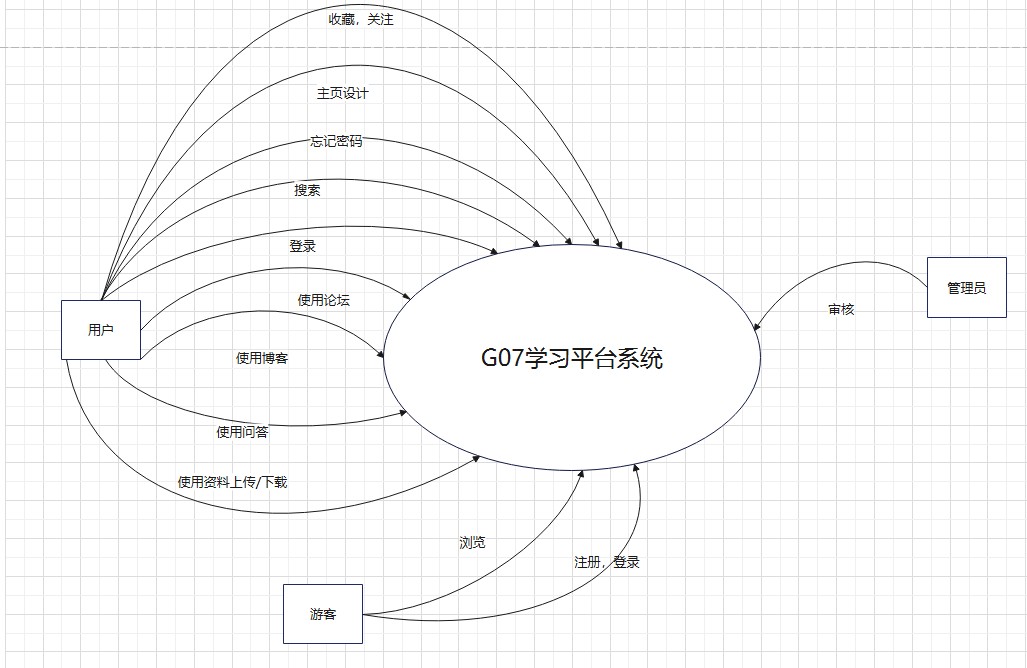 收藏，关注
主页设计
忘记密码
搜索
登录
使用论坛
用户
使用博客
使用问答
使用资料上传/下载
G07学习平台系统
管理员
审核
浏览
注册，登录
游客